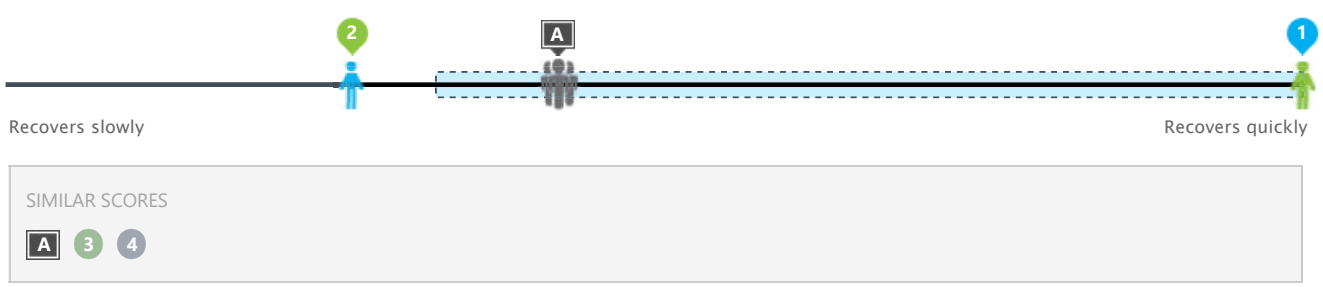 2 A 1
Recovers slowly Recovers quickly
SIMILAR SCORES
A 3 4